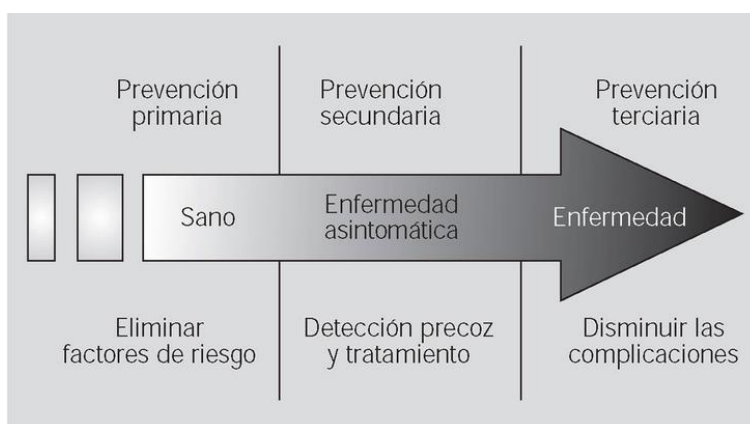 Prevención
primaria
Prevención
secundaria
Prevención
terciaria
Sano
Enfermedad
asintomática
Enfermedad
Eliminar
factores de riesgo
Detección precoz
y tratamiento
Disminuir las
complicaciones